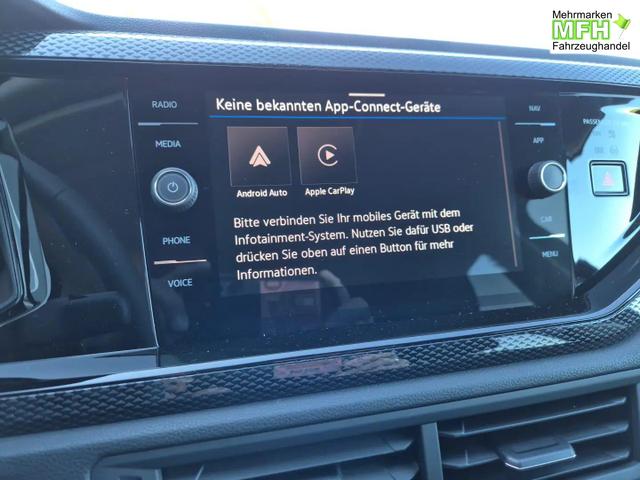 Mehrmarken
MFH
Fahrzeughandel
RADIO
MEDIA
PHONE
VOICE
Keine bekannten App-Connect-Geräte
Android Auto
Apple CarPlay
Bitte verbinden Sie Ihr mobiles Gerät mit dem
Infotainment-System. Nutzen Sie dafür USB oder
drücken Sie oben auf einen Button für mehr
Informationen.
NAV
APP
CAR
MENU